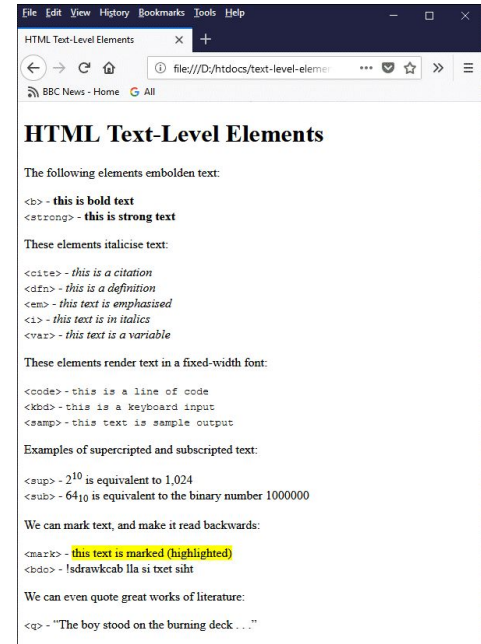 File Edit View History Bookmarks Tools Help
HTML Text-Level Elements
file:///D:/htdocs/text-level-elemer
BBC News - Home G All
HTML Text-Level Elements
The following elements embolden text:
<b> - this is bold text
<strong> - this is strong text
These elements italicise text:
<cite> - this is a citation
<dfn> - this is a definition
<em> - this text is emphasised
<i> - this text is in italics
<var> - this text is a variable
These elements render text in a fixed-width font:
<code> - this is a line of code
<kbd> - this is a keyboard input
<samp> - this text is sample output
Examples of supercripted and subscripted text:
<sup> - 2¹⁰ is equivalent to 1,024
<sub> - 64₁₀ is equivalent to the binary number 1000000
We can mark text, and make it read backwards:
<mark> - this text is marked (highlighted)
<bdo> - !sdrawkcab lla si txet siht
We can even quote great works of literature:
<q> - “The boy stood on the burning deck . . .”